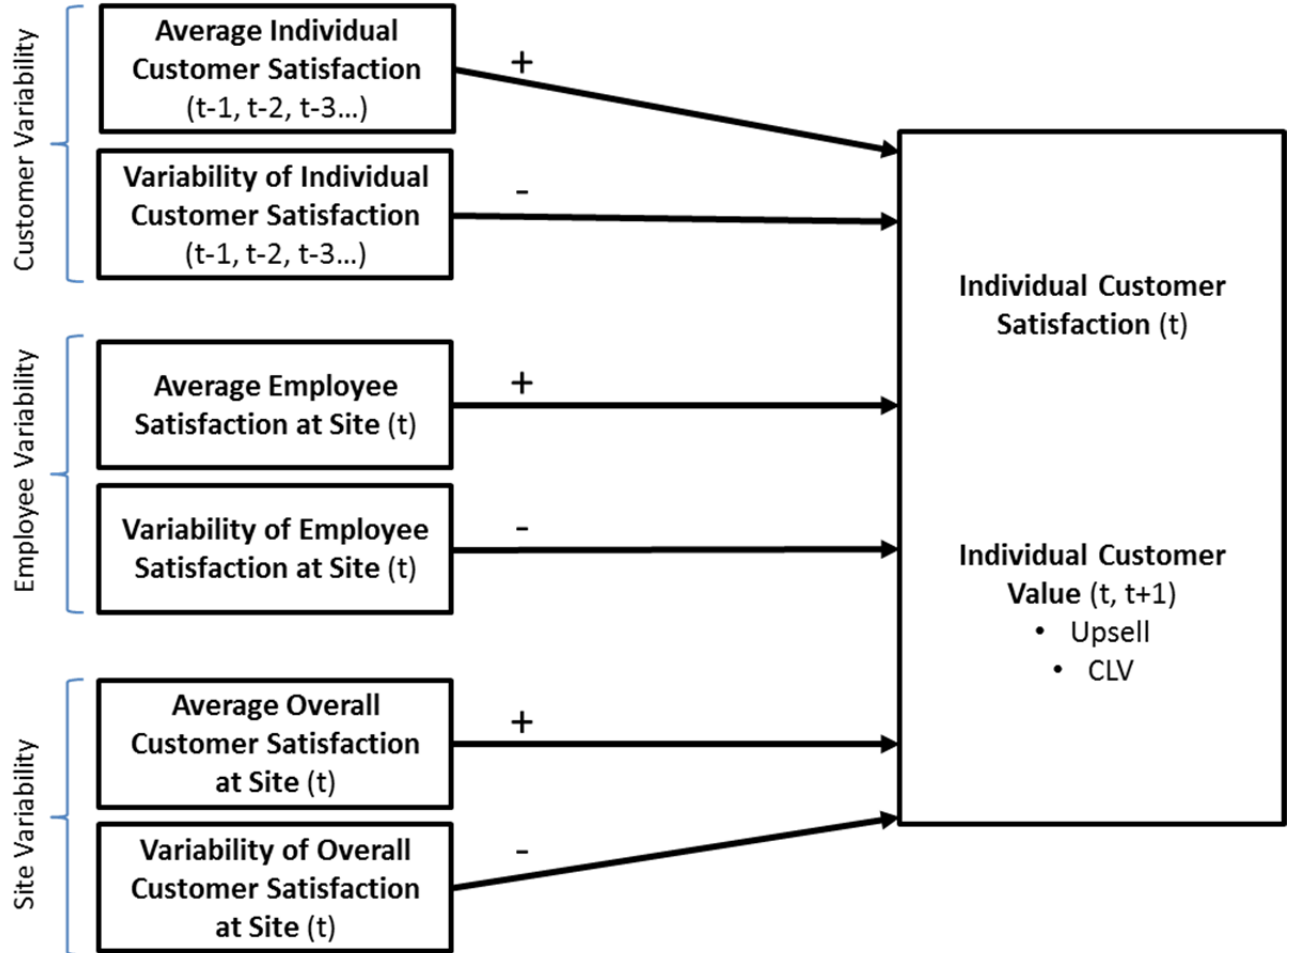 Customer Variability
Average Individual
Customer Satisfaction
(t-1, t-2, t-3...)
+
Variability of Individual
Customer Satisfaction
(t-1, t-2, t-3...)
-
Employee Variability
Average Employee
Satisfaction at Site (t)
+
Variability of Employee
Satisfaction at Site (t)
-
Site Variability
Average Overall
Customer Satisfaction
at Site (t)
+
Variability of Overall
Customer Satisfaction
at Site (t)
-
Individual Customer
Satisfaction (t)
Individual Customer
Value (t, t+1)
• Upsell
• CLV